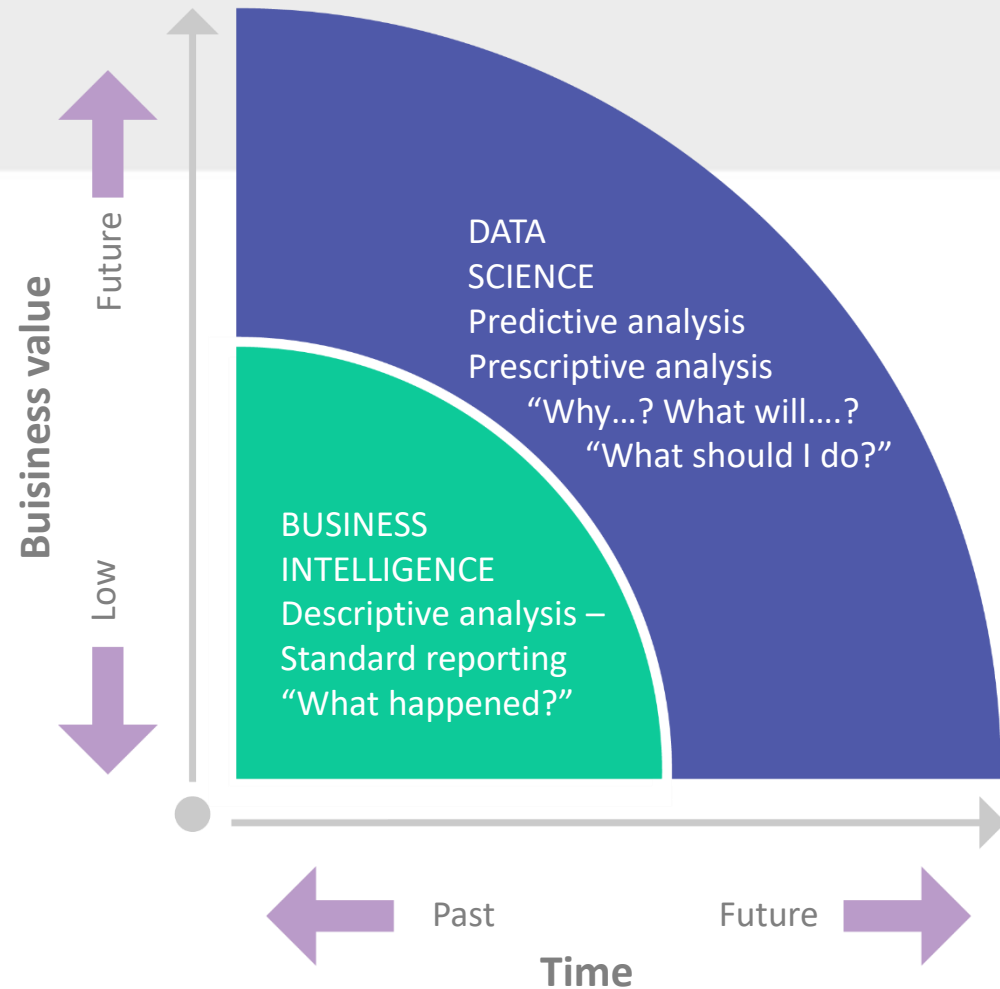 Buisiness value
Future
Low
DATA
SCIENCE
Predictive analysis
Prescriptive analysis
“Why…? What will….?
“What should I do?”
BUSINESS
INTELLIGENCE
Descriptive analysis –
Standard reporting
“What happened?”
Past
Future
Time